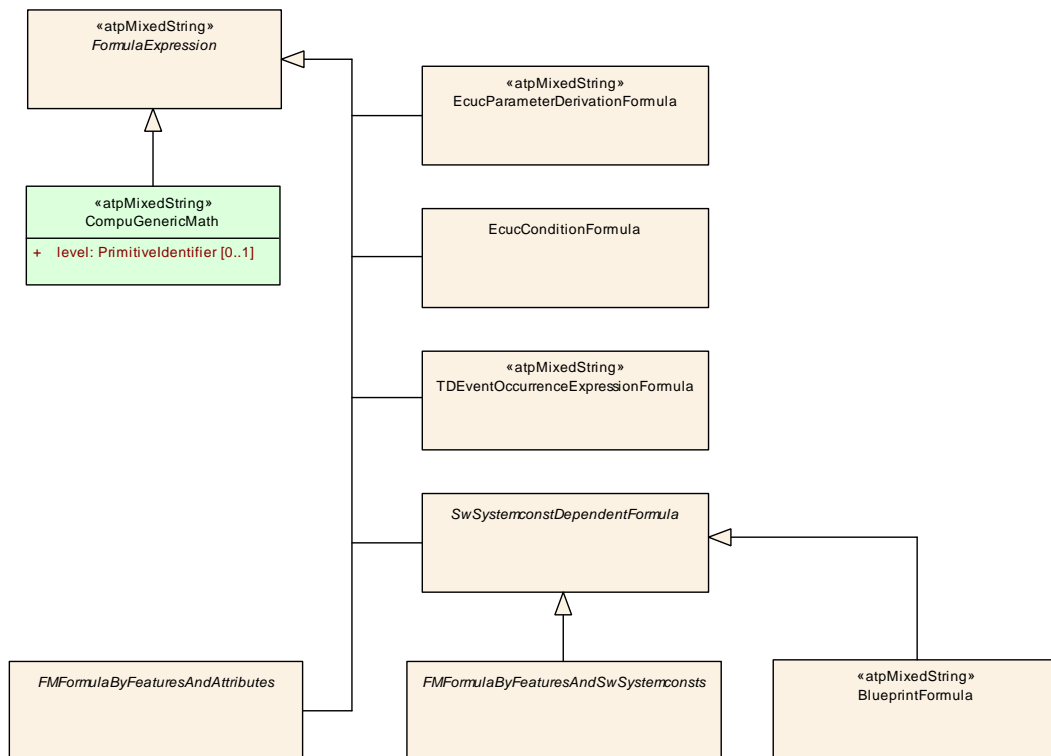 «atpMixedString»
FormulaExpression
«atpMixedString»
EcucParameterDerivationFormula
«atpMixedString»
CompuGenericMath
+ level: PrimitiveIdentifier [0..1]
EcucConditionFormula
«atpMixedString»
TDEventOccurrenceExpressionFormula
SwSystemconstDependentFormula
FMFormulaByFeaturesAndAttributes
FMFormulaByFeaturesAndSwSystemconsts
«atpMixedString»
BlueprintFormula